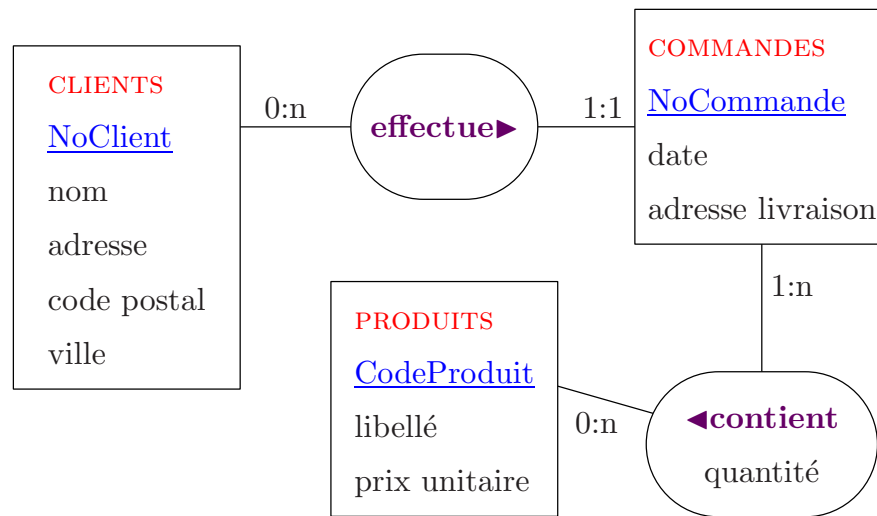 CLIENTS
NoClient
nom
adresse
code postal
ville
0:n
effectue▶
1:1
COMMANDES
NoCommande
date
adresse livraison
1:n
PRODUITS
CodeProduit
libellé
prix unitaire
0:n
◀contient
quantité